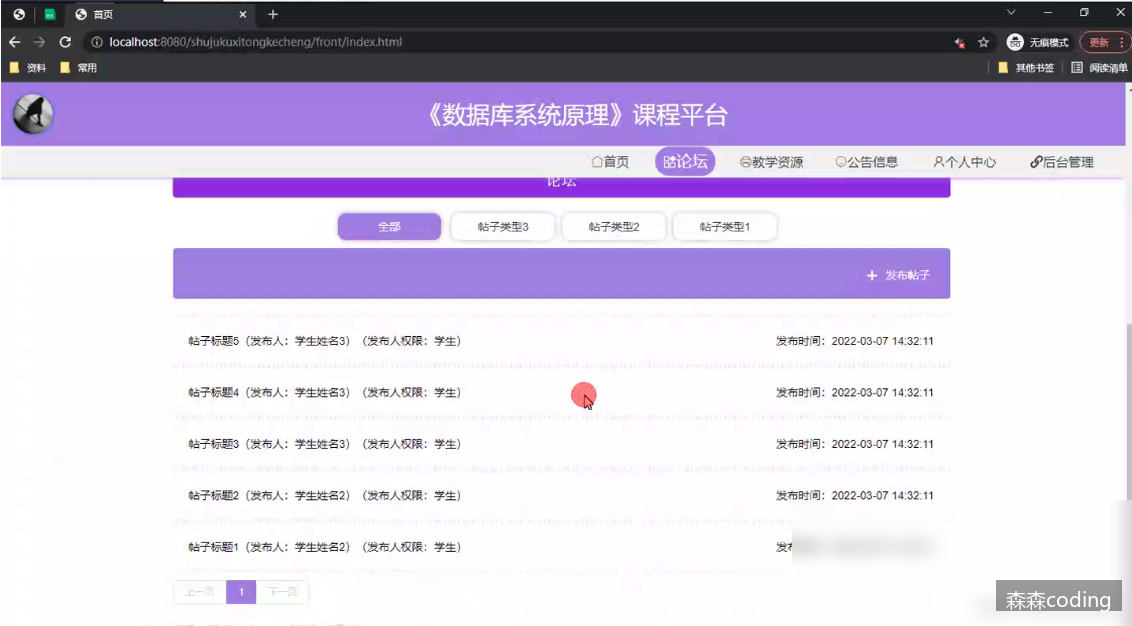 首页
localhost:8080/shujukuxitongkecheng/front/index.html
无痕模式
更新
资料
常用
其他书签
阅读清单
《数据库系统原理》课程平台
首页
论坛
教学资源
公告信息
个人中心
后台管理
论坛
全部
帖子类型3
帖子类型2
帖子类型1
+ 发布帖子
帖子标题5（发布人：学生姓名3）（发布人权限：学生） 发布时间：2022-03-07 14:32:11
帖子标题4（发布人：学生姓名3）（发布人权限：学生） 发布时间：2022-03-07 14:32:11
帖子标题3（发布人：学生姓名3）（发布人权限：学生） 发布时间：2022-03-07 14:32:11
帖子标题2（发布人：学生姓名2）（发布人权限：学生） 发布时间：2022-03-07 14:32:11
帖子标题1（发布人：学生姓名2）（发布人权限：学生） 发
上一页 1 下一页
森森coding